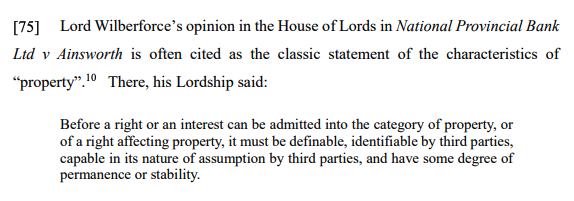 [75] Lord Wilberforce’s opinion in the House of Lords in National Provincial Bank
Ltd v Ainsworth is often cited as the classic statement of the characteristics of
“property”.10 There, his Lordship said:
Before a right or an interest can be admitted into the category of property, or
of a right affecting property, it must be definable, identifiable by third parties,
capable in its nature of assumption by third parties, and have some degree of
permanence or stability.